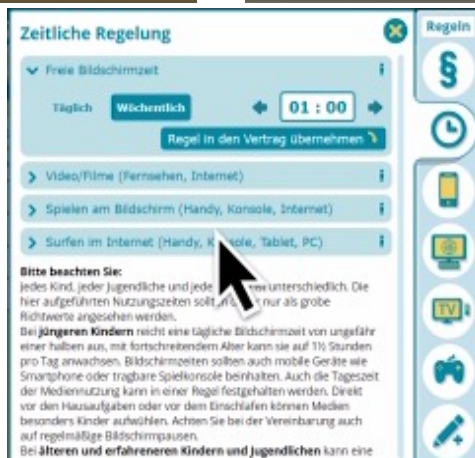 Zeitliche Regelung
Regeln
Freie Bildschirmzeit
i
Täglich
Wöchentlich
01 : 00
Regel in den Vertrag übernehmen
§
Video/Filme (Fernsehen, Internet)
i
Spielen am Bildschirm (Handy, Konsole, Internet)
i
Surfen im Internet (Handy, Tablet, PC)
i
TV
Bitte beachten Sie:
Jedes Kind, jeder Jugendliche und unterschiedlich. Die
hier aufgeführten Nutzungszeiten nur als grobe
Richtwerte angesehen werden.
Bei jüngeren Kindern reicht eine tägliche Bildschirmzeit von ungefähr
einer halben aus, mit fortschreitendem Alter kann sie auf 1½ Stunden
pro Tag anwachsen. Bildschirmzeiten sollten auch mobile Geräte wie
Smartphone oder tragbare Spielkonsole beinhalten. Auch die Tageszeit
der Mediennutzung kann in einer Regel festgehalten werden. Direkt
vor den Hausaufgaben oder vor dem Einschlafen können Medien
besonders Kinder aufwühlen. Achten Sie bei der Vereinbarung auch
auf regelmäßige Bildschirmpausen.
Bei älteren und erfahreneren Kindern und Jugendlichen kann eine